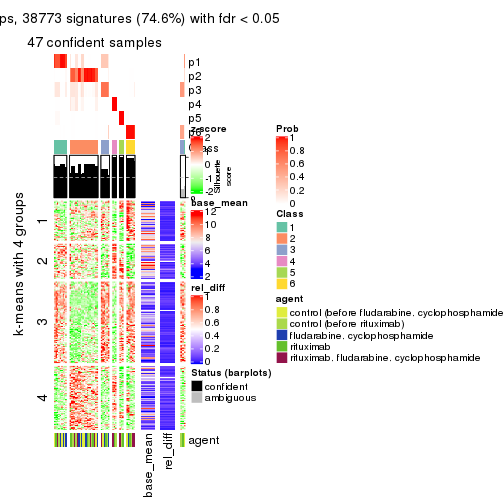 ps, 38773 signatures (74.6%) with fdr < 0.05
47 confident samples
p1
p2
p3
p4
p5
z-score
2
0
-2
Silhouette
score
k-means with 4 groups
1
2
3
4
base_mean
12
10
8
6
4
2
rel_diff
1
0.8
0.6
0.4
0.2
0
Status (barplots)
confident
ambiguous
Prob
1
0.8
0.6
0.4
0.2
0
Class
1
2
3
4
5
6
agent
control (before fludarabine. cyclophosphamide
control (before rituximab)
fludarabine. cyclophosphamide
rituximab
rituximab. fludarabine. cyclophosphamide
agent
base_mean
rel_diff